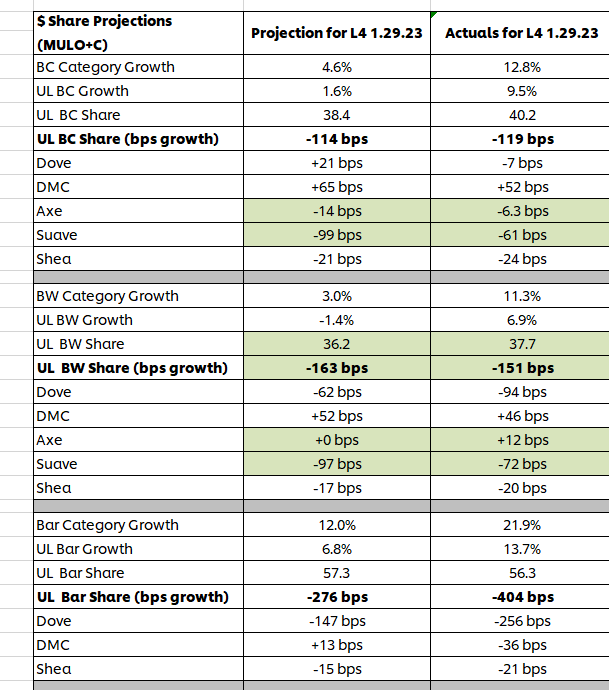 $ Share Projections (MULO+C) Projection for L4 1.29.23 Actuals for L4 1.29.23
BC Category Growth 4.6% 12.8%
UL BC Growth 1.6% 9.5%
UL BC Share 38.4 40.2
UL BC Share (bps growth) -114 bps -119 bps
Dove +21 bps -7 bps
DMC +65 bps +52 bps
Axe -14 bps -6.3 bps
Suave -99 bps -61 bps
Shea -21 bps -24 bps
BW Category Growth 3.0% 11.3%
UL BW Growth -1.4% 6.9%
UL BW Share 36.2 37.7
UL BW Share (bps growth) -163 bps -151 bps
Dove -62 bps -94 bps
DMC +52 bps +46 bps
Axe +0 bps +12 bps
Suave -97 bps -72 bps
Shea -17 bps -20 bps
Bar Category Growth 12.0% 21.9%
UL Bar Growth 6.8% 13.7%
UL Bar Share 57.3 56.3
UL Bar Share (bps growth) -276 bps -404 bps
Dove -147 bps -256 bps
DMC +13 bps -36 bps
Shea -15 bps -21 bps